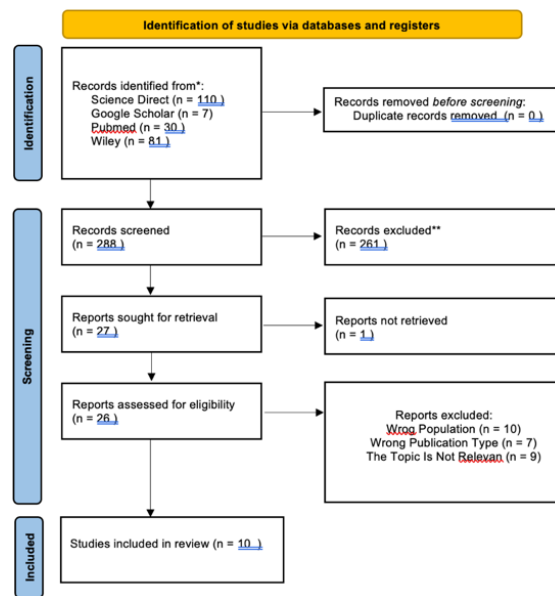 Identification of studies via databases and registers
Identification
Records identified from*:
Science Direct (n = 110 )
Google Scholar (n = 7)
Pubmed (n = 30 )
Wiley (n = 81 )
Records removed before screening:
Duplicate records removed (n = 0 )
Screening
Records screened
(n = 288 )
Records excluded**
(n = 261 )
Reports sought for retrieval
(n = 27 )
Reports not retrieved
(n = 1 )
Reports assessed for eligibility
(n = 26 )
Reports excluded:
Wrog Population (n = 10)
Wrong Publication Type (n = 7)
The Topic Is Not Relevan (n = 9)
Included
Studies included in review (n = 10 )